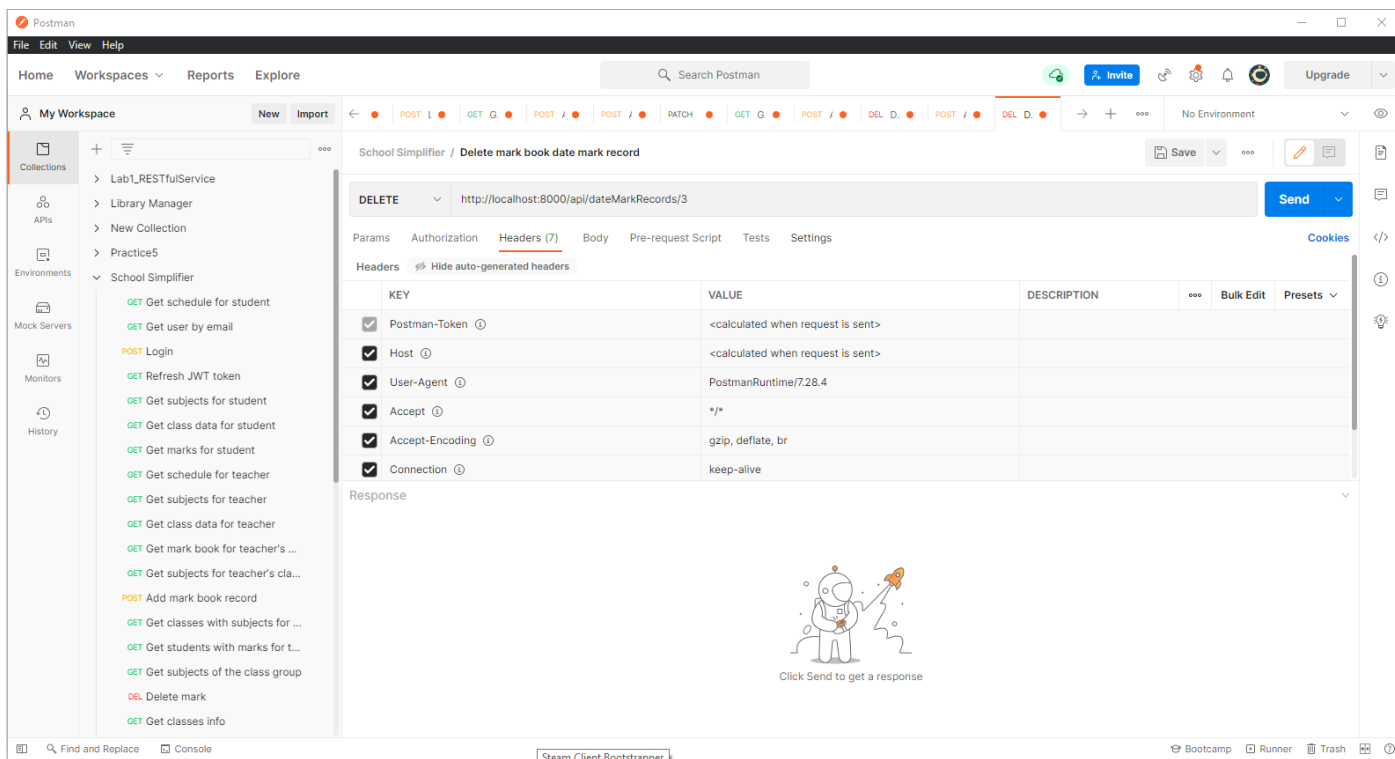 Postman
File Edit View Help
Home Workspaces Reports Explore
Search Postman
Invite
Upgrade
My Workspace
New Import
POST
GET G.
POST
POST
PATCH
GET G.
POST
DEL D.
POST
DEL D.
No Environment
Collections
APIs
Environments
Mock Servers
Monitors
History
Lab1_RESTfulService
Library Manager
New Collection
Practice5
School Simplifier
GET Get schedule for student
GET Get user by email
POST Login
GET Refresh JWT token
GET Get subjects for student
GET Get class data for student
GET Get marks for student
GET Get schedule for teacher
GET Get subjects for teacher
GET Get class data for teacher
GET Get mark book for teacher's ...
GET Get subjects for teacher's cla...
POST Add mark book record
GET Get classes with subjects for ...
GET Get students with marks for t...
GET Get subjects of the class group
DEL Delete mark
GET Get classes info
School Simplifier / Delete mark book date mark record
Save
DELETE http://localhost:8000/api/dateMarkRecords/3
Send
Params Authorization Headers (7) Body Pre-request Script Tests Settings
Cookies
Headers Hide auto-generated headers
KEY VALUE DESCRIPTION Bulk Edit Presets
Postman-Token <calculated when request is sent>
Host <calculated when request is sent>
User-Agent PostmanRuntime/7.28.4
Accept */*
Accept-Encoding gzip, deflate, br
Connection keep-alive
Response
Click Send to get a response
Find and Replace Console
Steam Client Bootstrapper
Bootcamp Runner Trash